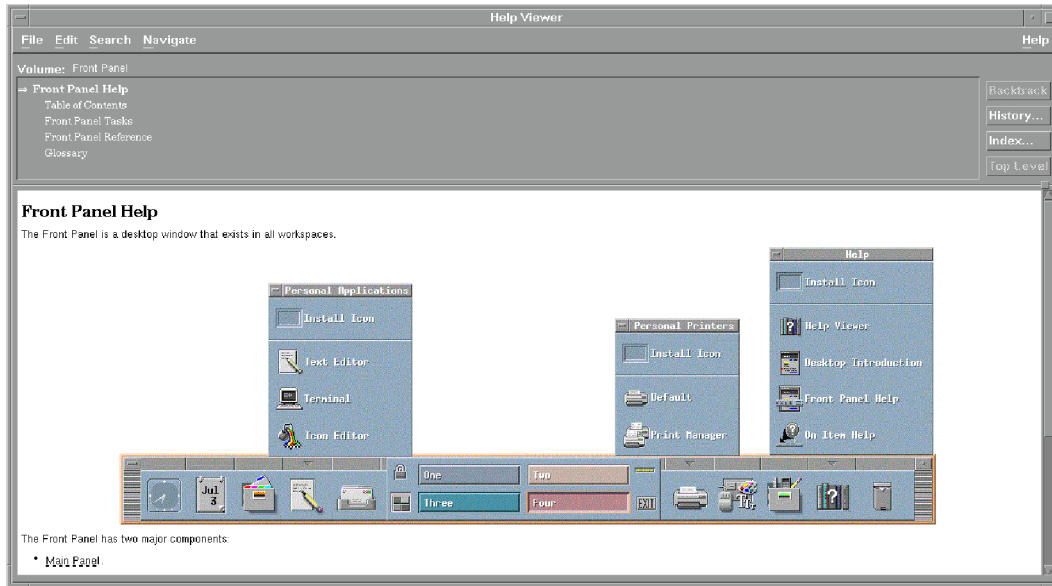 Help Viewer
File Edit Search Navigate Help
Volume: Front Panel
⇒ Front Panel Help
Table of Contents
Front Panel Tasks
Front Panel Reference
Glossary
Backtrack
History...
Index...
Top Level
Front Panel Help
The Front Panel is a desktop window that exists in all workspaces.
Personal Applications
Install Icon
Text Editor
Terminal
Icon Editor
Personal Printers
Install Icon
Default
Print Manager
Help
Install Icon
Help Viewer
Desktop Introduction
Front Panel Help
On Item Help
Jul
3
One Two
Three Four
EXIT
The Front Panel has two major components:
• Main Panel.